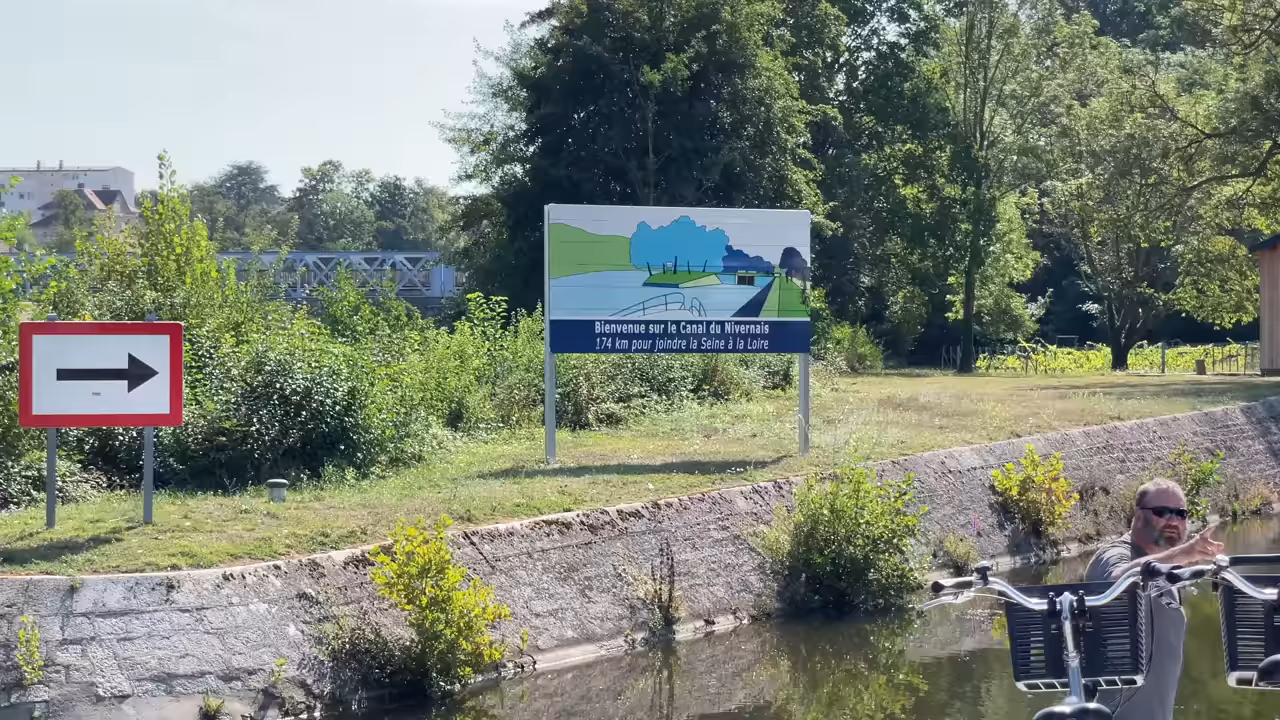 Bienvenue sur le Canal du Nivernais
174 km pour joindre la Seine à la Loire